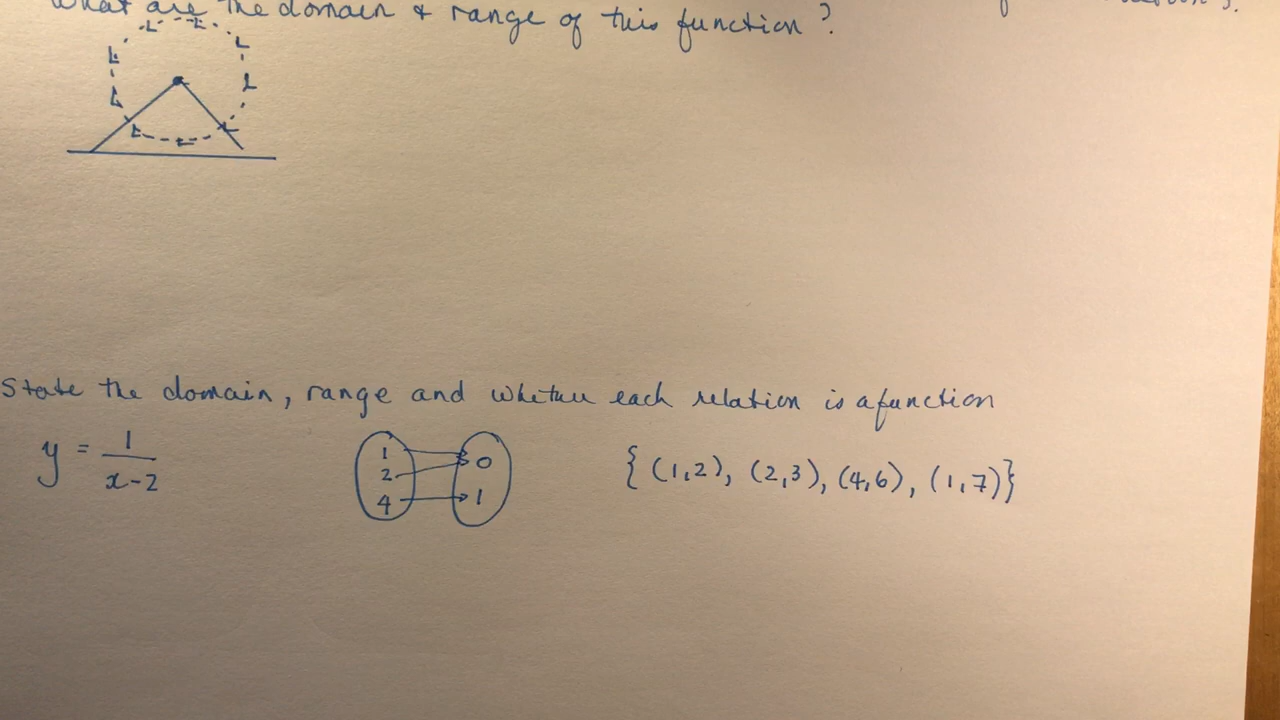 What are the domain & range of this function?
State the domain, range and whether each relation is a function
y = 1/(x-2)
1 2 4 0 1
{(1,2), (2,3), (4,6), (1,7)}